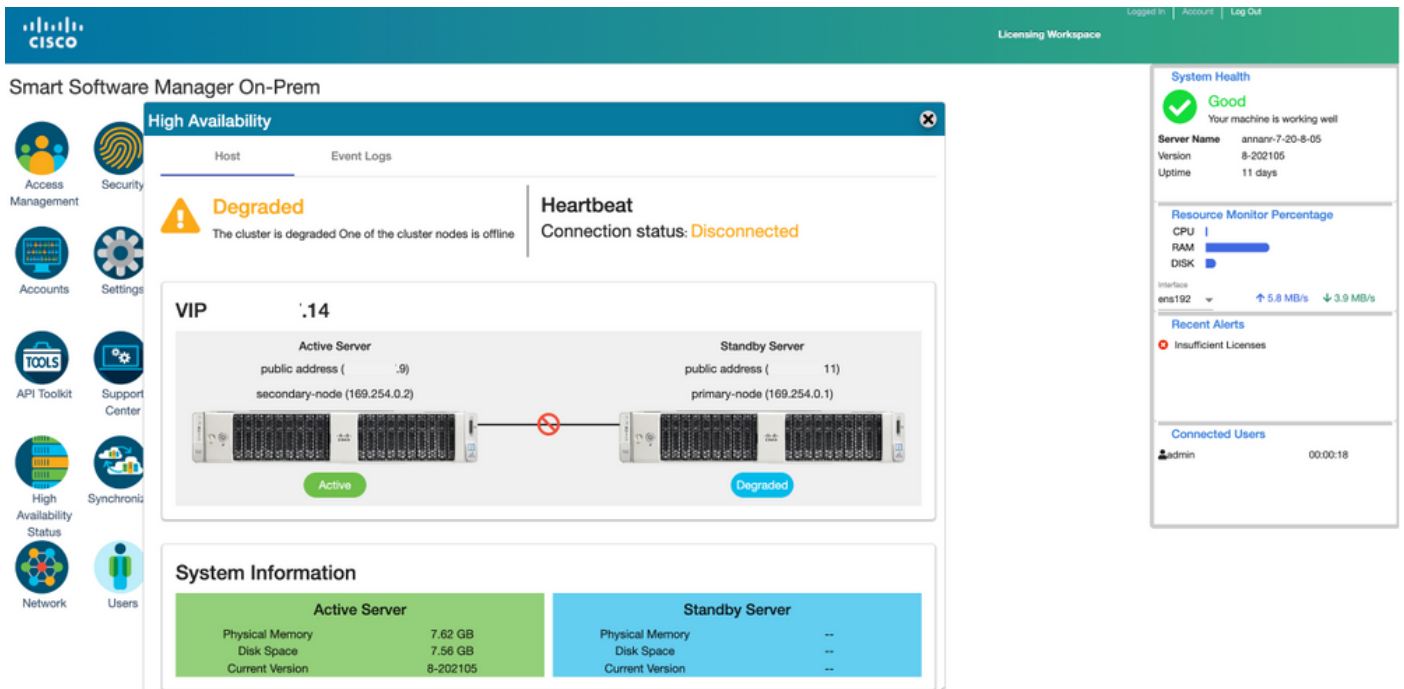 Logged In | Account | Log Out
CISCO
Licensing Workspace
Smart Software Manager On-Prem
Access
Management
Security
Accounts
Settings
TOOLS
API Toolkit
Support
Center
High
Availability
Status
Synchroniz
Network
Users
High Availability
Host
Event Logs
Degraded
The cluster is degraded One of the cluster nodes is offline
Heartbeat
Connection status: Disconnected
VIP .14
Active Server
public address ( .9)
secondary-node (169.254.0.2)
Active
Standby Server
public address ( 11)
primary-node (169.254.0.1)
Degraded
System Information
Active Server
Physical Memory 7.62 GB
Disk Space 7.56 GB
Current Version 8-202105
Standby Server
Physical Memory --
Disk Space --
Current Version --
System Health
Good
Your machine is working well
Server Name annanr-7-20-8-05
Version 8-202105
Uptime 11 days
Resource Monitor Percentage
CPU
RAM
DISK
Interface
ens192 5.8 MB/s 3.9 MB/s
Recent Alerts
Insufficient Licenses
Connected Users
admin 00:00:18